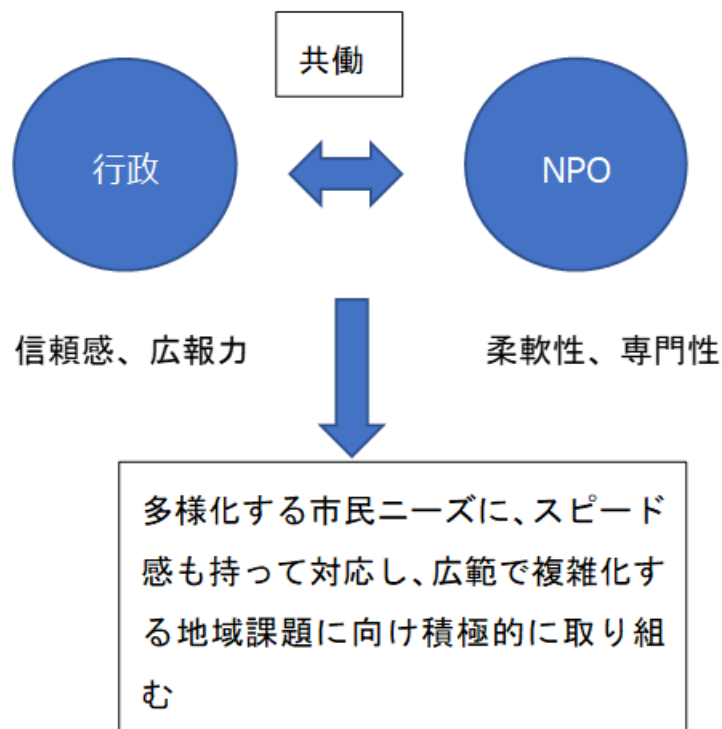 共働
行政
NPO
信頼感、広報力
柔軟性、専門性
多様化する市民ニーズに、スピード
感も持って対応し、広範で複雑化す
る地域課題に向け積極的に取り組
む